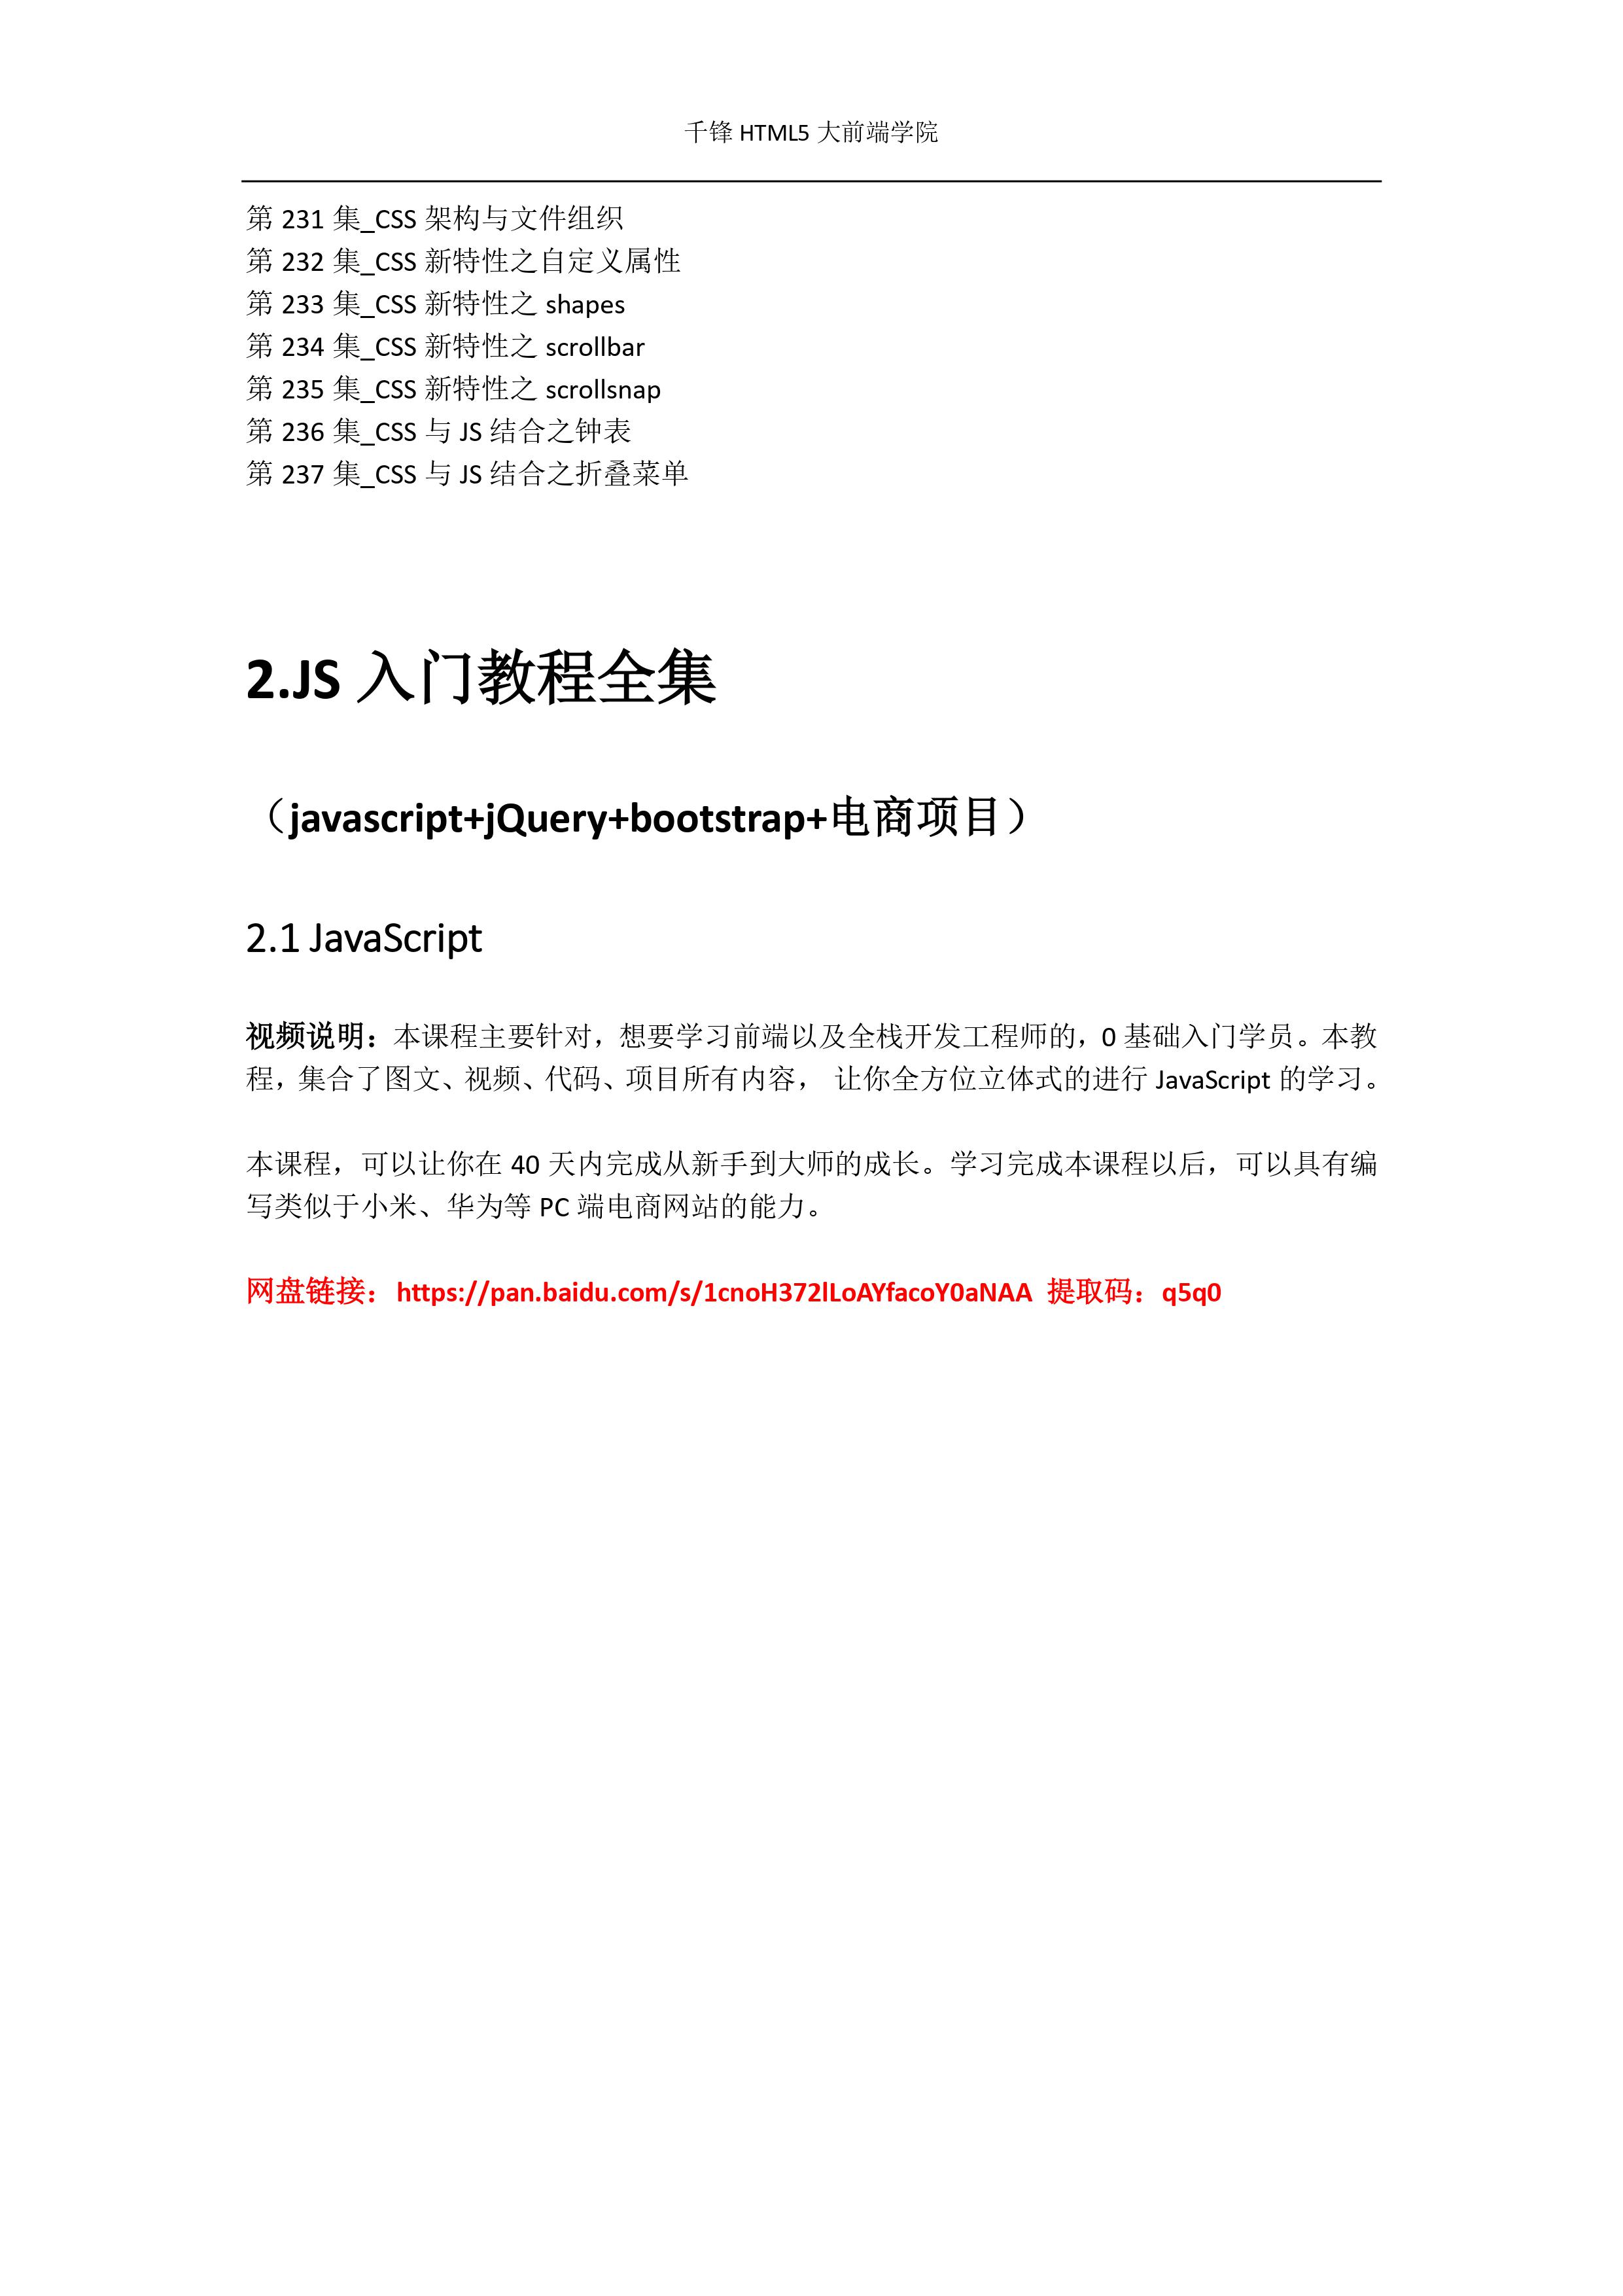 千锋 HTML5 大前端学院
第 231 集_CSS 架构与文件组织
第 232 集_CSS 新特性之自定义属性
第 233 集_CSS 新特性之 shapes
第 234 集_CSS 新特性之 scrollbar
第 235 集_CSS 新特性之 scrollsnap
第 236 集_CSS 与 JS 结合之钟表
第 237 集_CSS 与 JS 结合之折叠菜单
2.JS 入门教程全集
（javascript+jQuery+bootstrap+电商项目）
2.1 JavaScript
视频说明：本课程主要针对，想要学习前端以及全栈开发工程师的，0 基础入门学员。本教
程，集合了图文、视频、代码、项目所有内容， 让你全方位立体式的进行 JavaScript 的学习。
本课程，可以让你在 40 天内完成从新手到大师的成长。学习完成本课程以后，可以具有编
写类似于小米、华为等 PC 端电商网站的能力。
网盘链接：https://pan.baidu.com/s/1cnoH372lLoAYfacoY0aNAA 提取码：q5q0